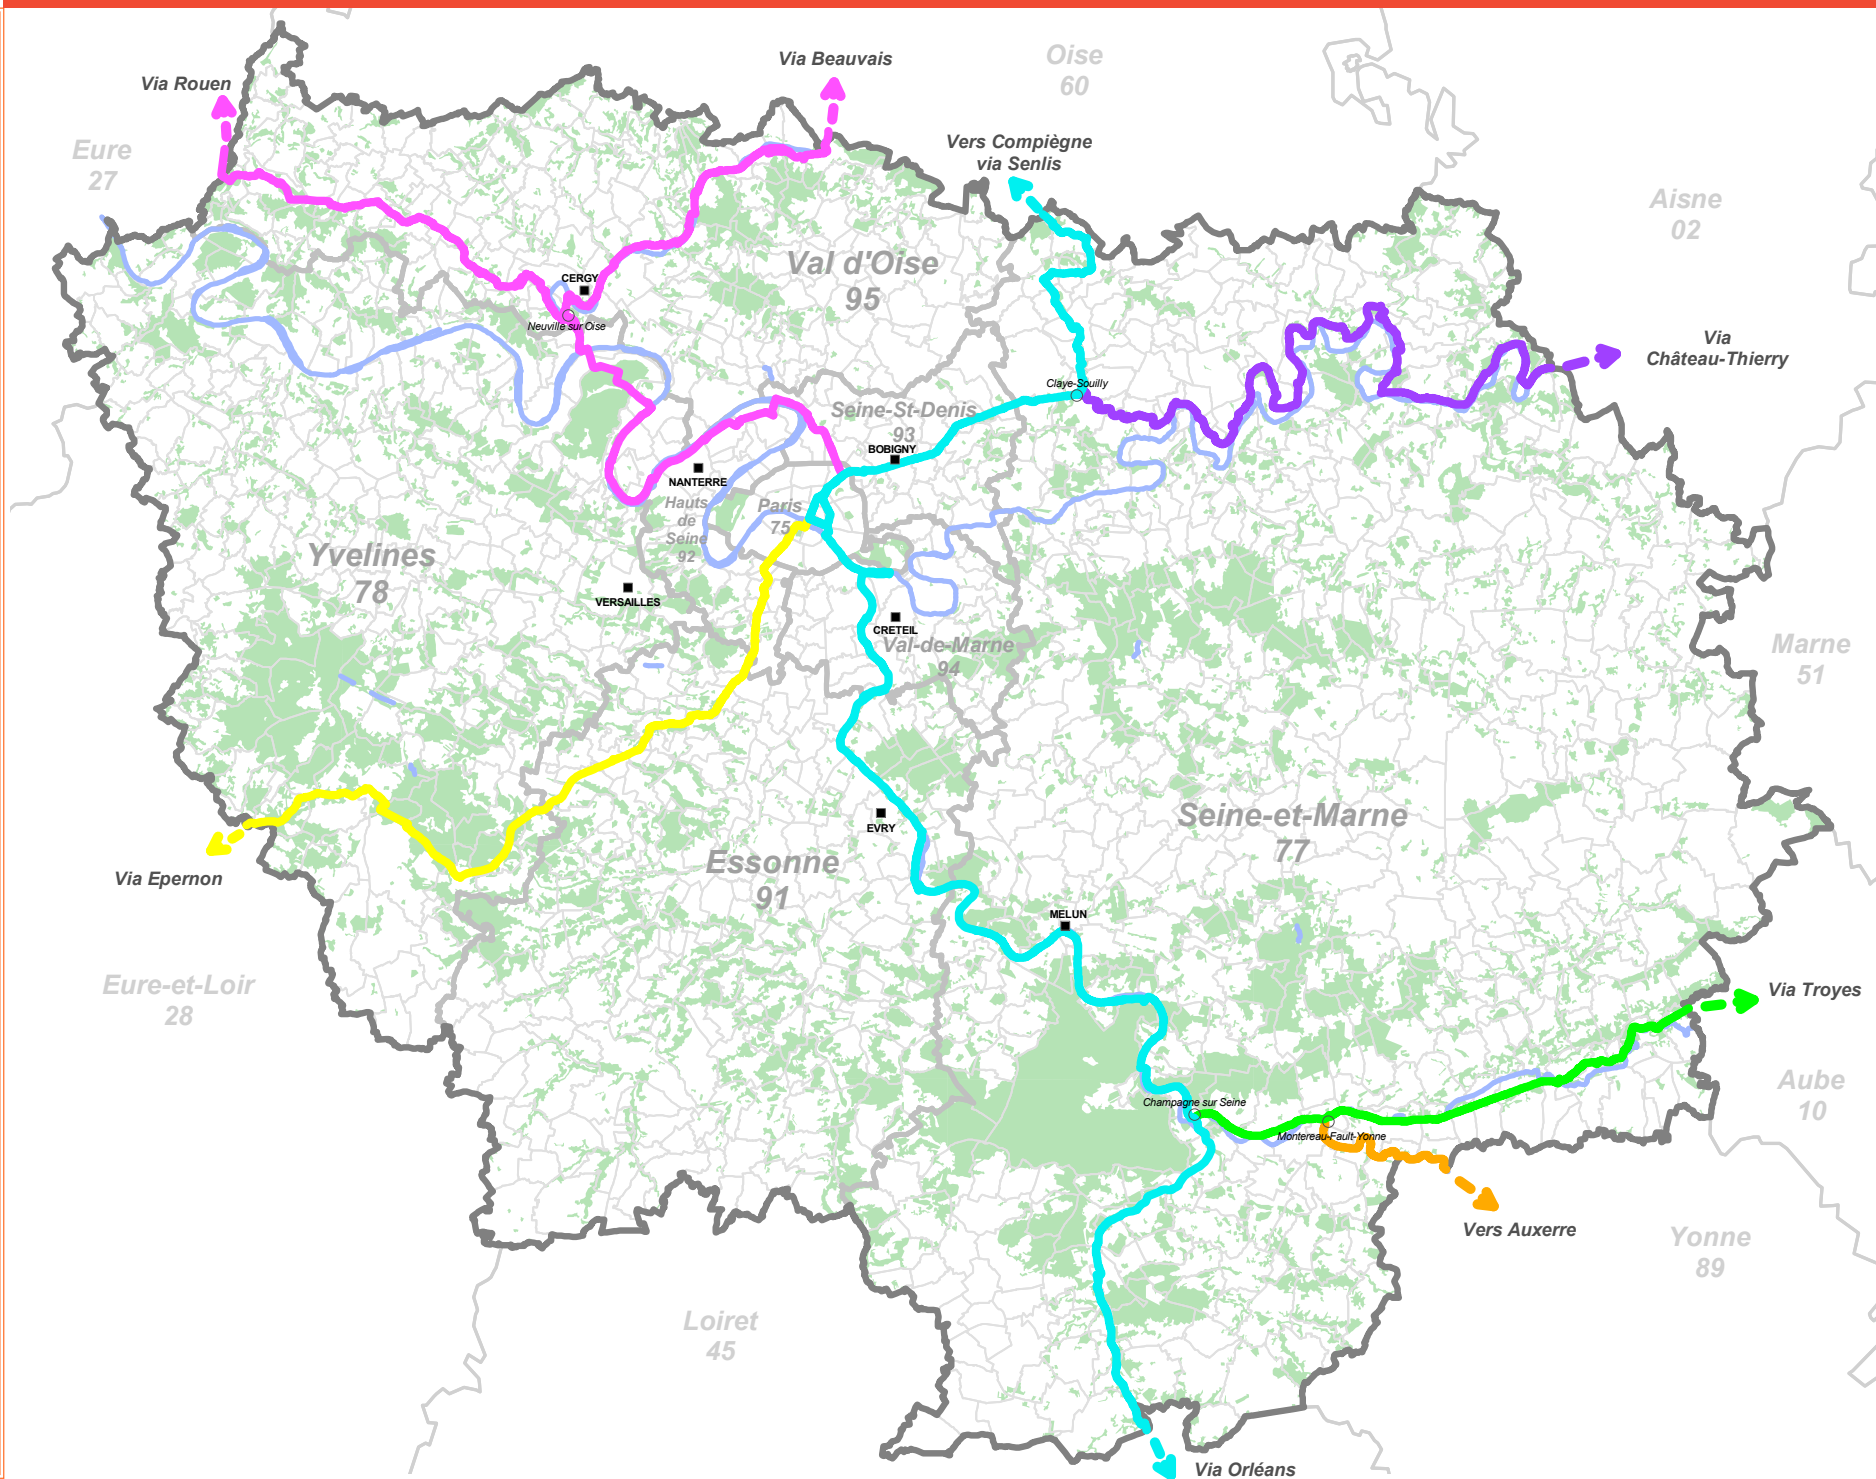 Oise
60
Via Beauvais
Via Rouen
Vers Compiègne
via Senlis
Eure
27
Aisne
02
Val d'Oise
95
CERGY
Neuville sur Oise
Via
Château-Thierry
Claye-Souilly
Seine-St-Denis
93
BOBIGNY
NANTERRE
Hauts
de
Seine
92
Paris
75
Yvelines
78
VERSAILLES
CRETEIL
Val-de-Marne
94
Marne
51
Seine-et-Marne
77
EVRY
Essonne
91
Via Epernon
MELUN
Eure-et-Loir
28
Via Troyes
Aube
10
Champagne sur Seine
Montereau-Fault-Yonne
Vers Auxerre
Yonne
89
Loiret
45
Via Orléans